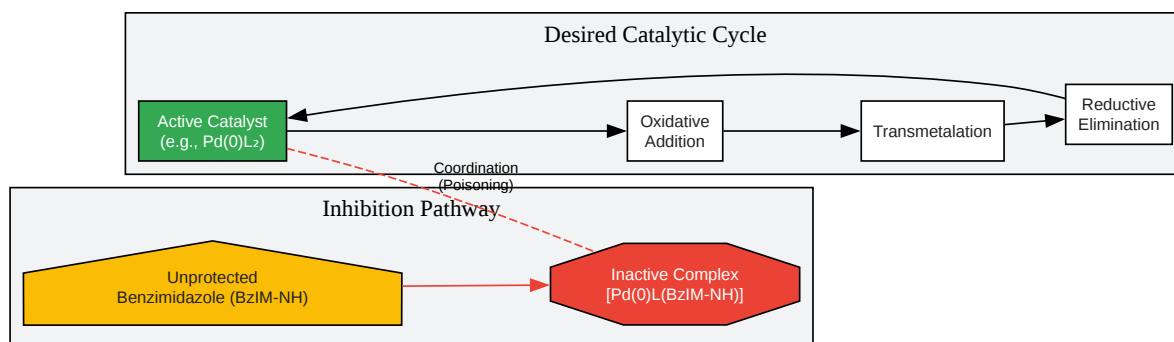 Desired Catalytic Cycle
Active Catalyst
(e.g., Pd(0)L₂)
Oxidative
Addition
Transmetalation
Reductive
Elimination
Coordination
(Poisoning)
Inhibition Pathway
Unprotected
Benzimidazole (BzIM-NH)
Inactive Complex
[Pd(0)L(BzIM-NH)]